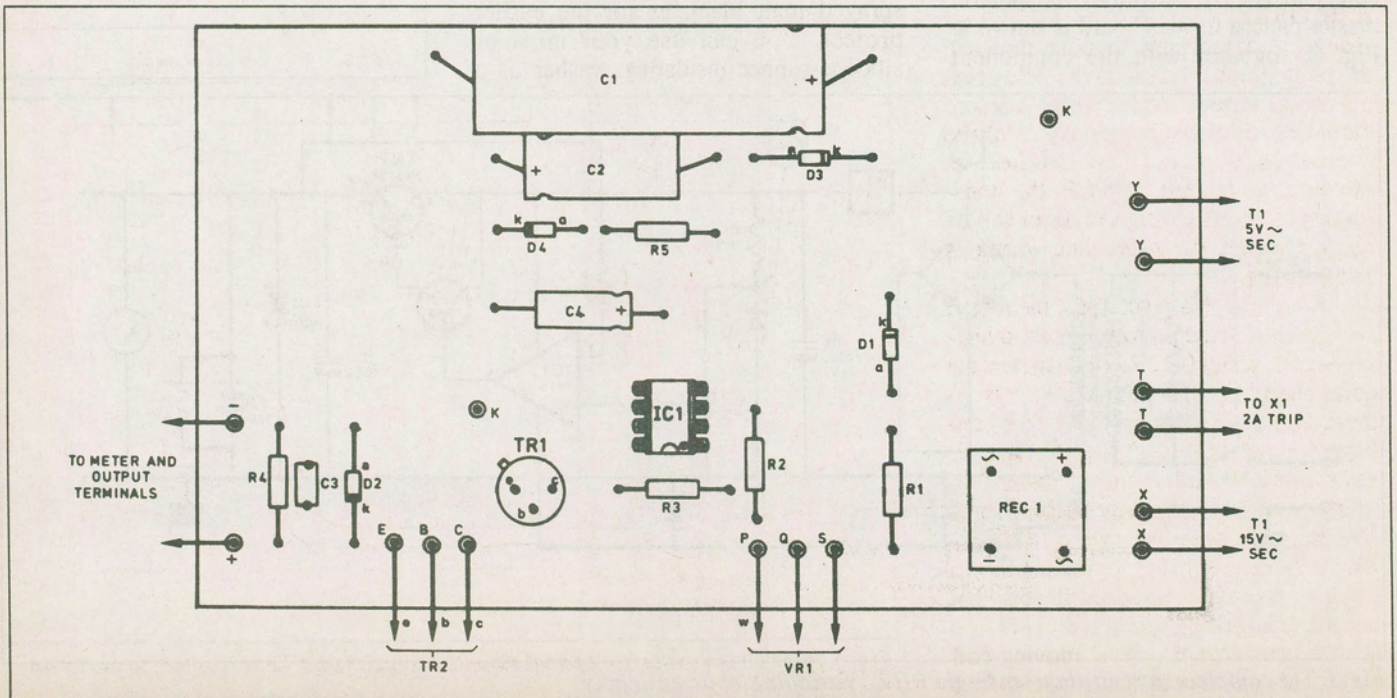 C1
+
K
+
C2
a
k
D3
Y
T1
5V ~
SEC
Y
k
a
D4
R5
C4
+
k
D1
a
T
TO X1
2A TRIP
T
-
K
TO METER AND
OUTPUT
TERMINALS
R4
C3
a
D2
k
TR1
e
c
b
IC1
R3
R2
R1
~
+
REC 1
-
~
X
T1
15V ~
SEC
X
+
E
B
C
P
Q
S
e
b
c
w
TR2
VR1